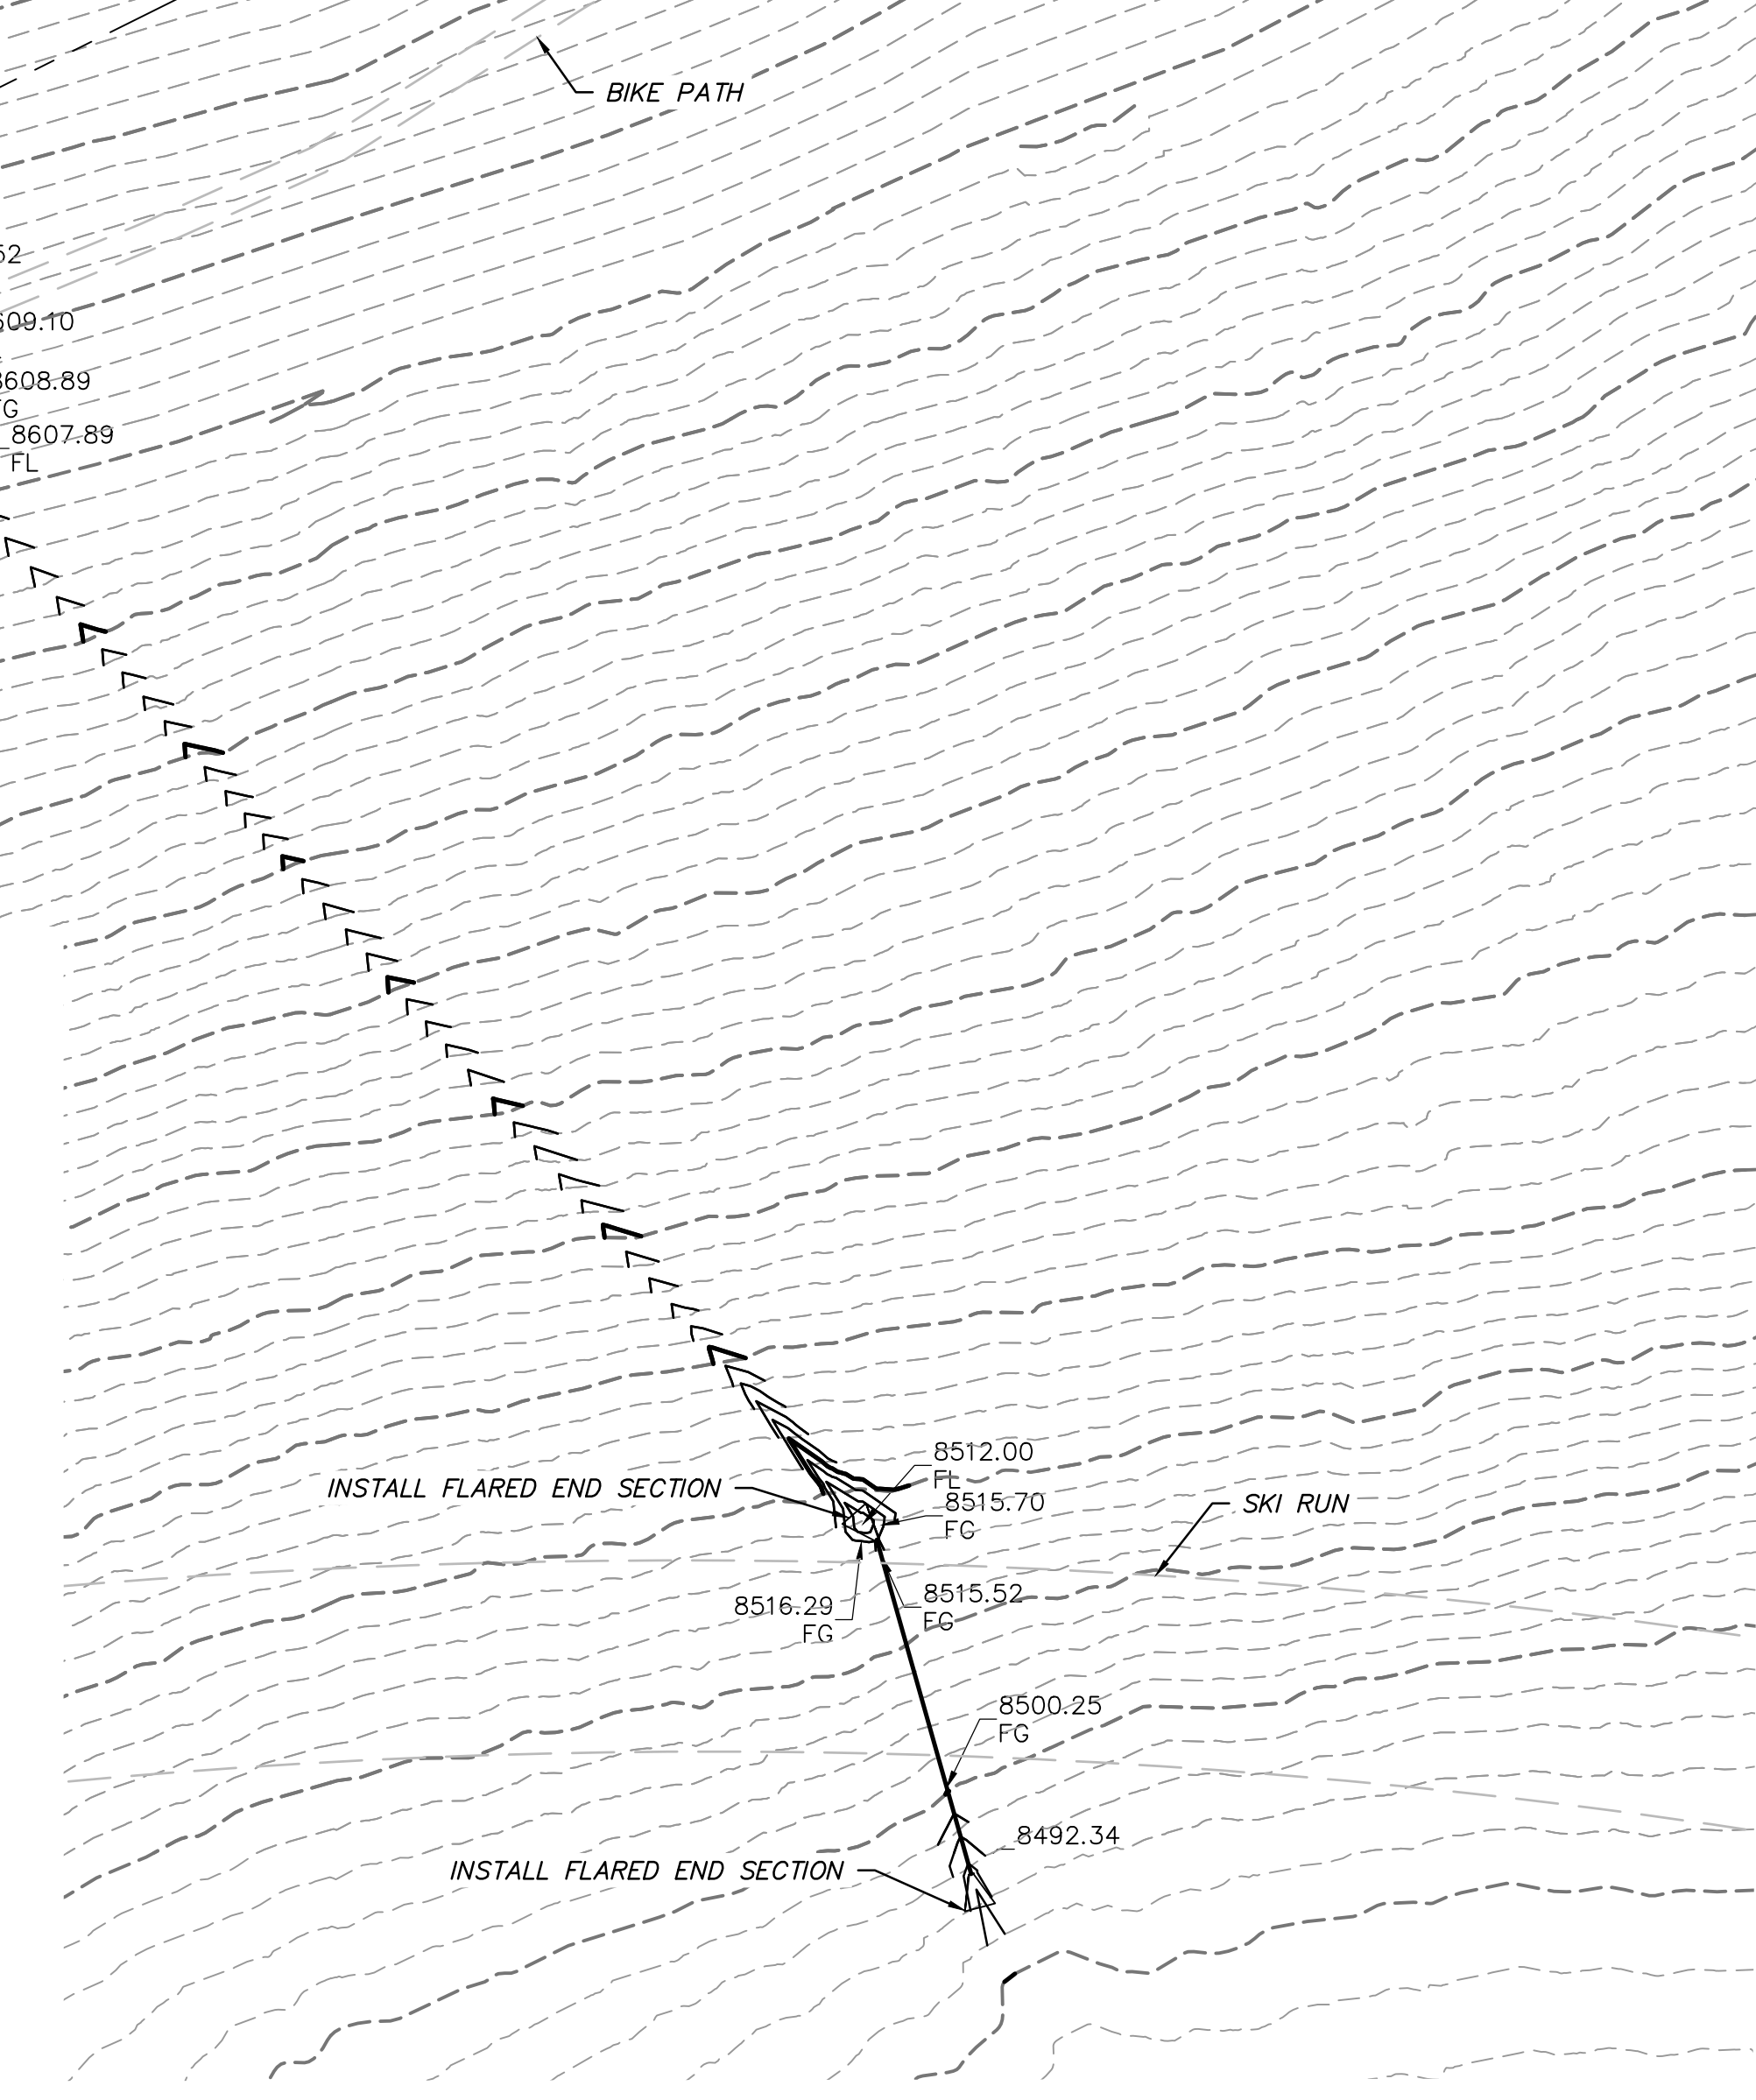 BIKE PATH
52
609.10
8608.89
FG
8607.89
FL
8512.00
FL
INSTALL FLARED END SECTION
8515.70
FG
SKI RUN
8515.52
FG
8516.29
FG
8500.25
FG
8492.34
INSTALL FLARED END SECTION